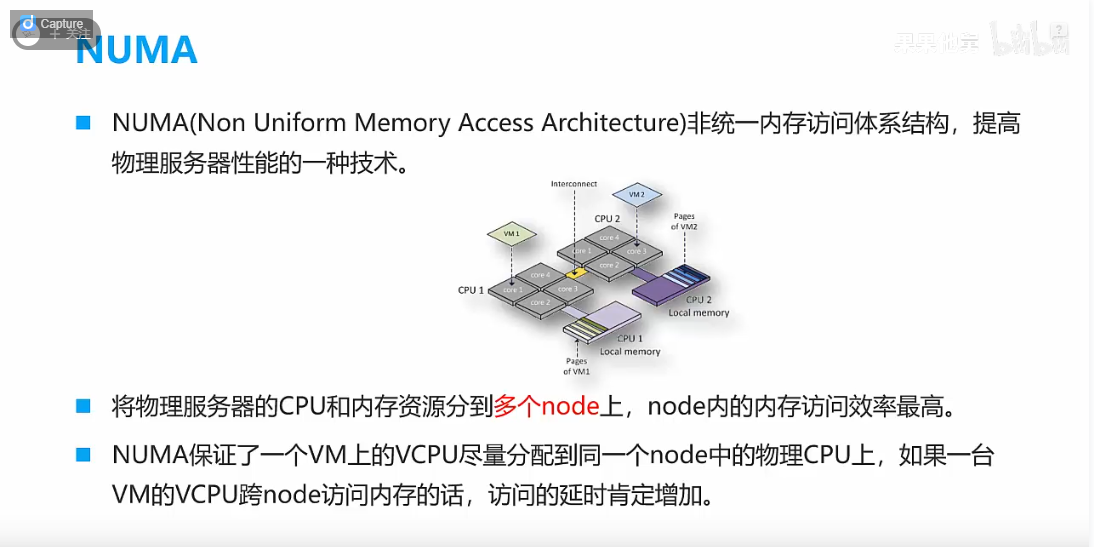 Capture
+ 关注
NUMA
bilibili
NUMA(Non Uniform Memory Access Architecture)非统一内存访问体系结构，提高
物理服务器性能的一种技术。
Interconnect
VM 2
CPU 2
Pages
of VM2
VM 1
core 4
core 1
core 3
core 2
CPU 1
core 4
core 1
core 3
core 2
CPU 2
Local memory
CPU 1
Local memory
Pages
of VM1
将物理服务器的CPU和内存资源分到多个node上，node内的内存访问效率最高。
NUMA保证了一个VM上的VCPU尽量分配到同一个node中的物理CPU上，如果一台
VM的VCPU跨node访问内存的话，访问的延时肯定增加。